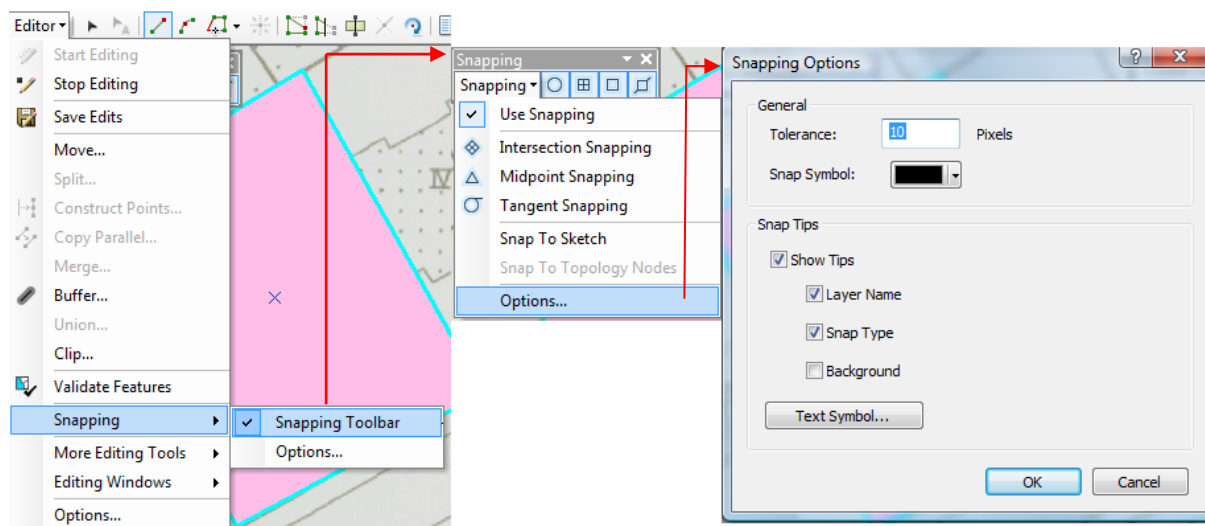 Editor
Start Editing
Stop Editing
Save Edits
Move...
Split...
Construct Points...
Copy Parallel...
Merge...
Buffer...
Union...
Clip...
Validate Features
Snapping
More Editing Tools
Editing Windows
Options...
Snapping Toolbar
Options...
IV
Snapping
Snapping
Use Snapping
Intersection Snapping
Midpoint Snapping
Tangent Snapping
Snap To Sketch
Snap To Topology Nodes
Options...
Snapping Options
General
Tolerance: 10 Pixels
Snap Symbol:
Snap Tips
Show Tips
Layer Name
Snap Type
Background
Text Symbol...
OK Cancel